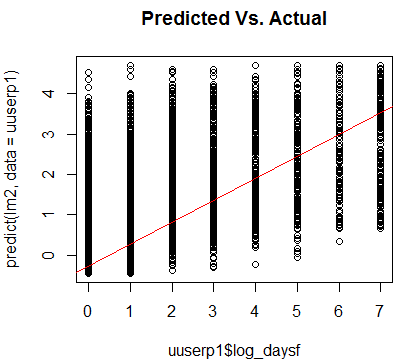 Predicted Vs. Actual
predict(lm2, data = uuserp1)
4
3
2
1
0
0 1 2 3 4 5 6 7
uuserp1$log_daysf